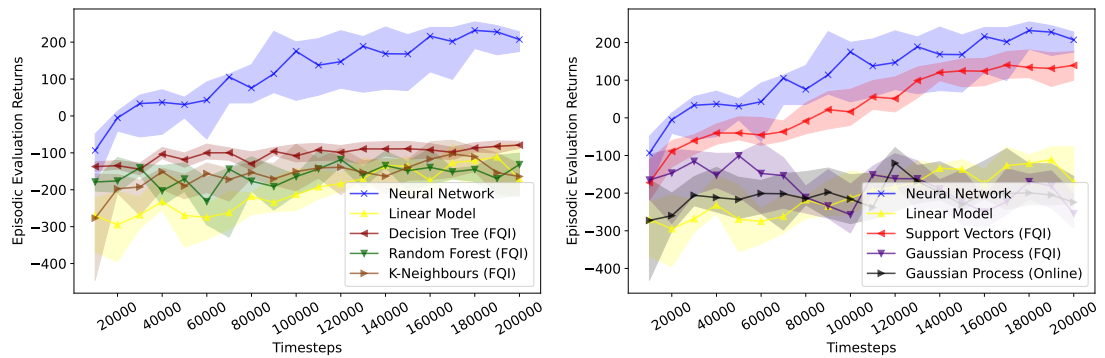 Episodic Evaluation Returns
200
100
0
−100
−200
−300
−400
Neural Network
Linear Model
Decision Tree (FQI)
Random Forest (FQI)
K-Neighbours (FQI)
20000
40000
60000
80000
100000
120000
140000
160000
180000
200000
Timesteps
Episodic Evaluation Returns
200
100
0
−100
−200
−300
−400
Neural Network
Linear Model
Support Vectors (FQI)
Gaussian Process (FQI)
Gaussian Process (Online)
20000
40000
60000
80000
100000
120000
140000
160000
180000
200000
Timesteps